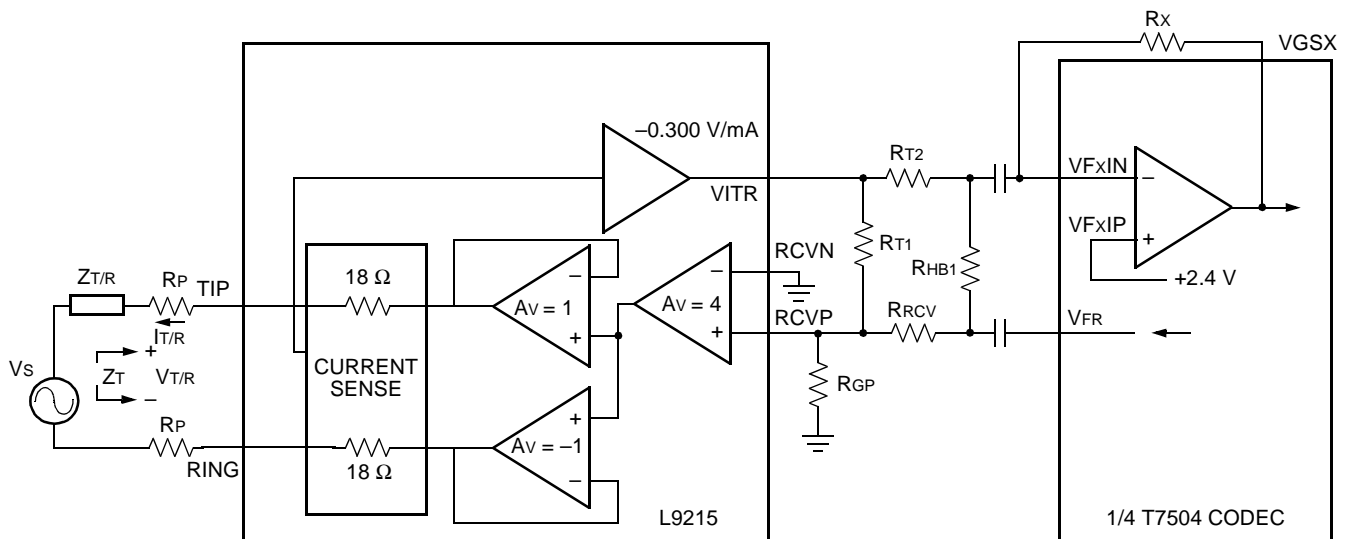 RX
VGSX
–0.300 V/mA
RT2
VFXIN
VITR
VFXIP
RT1
RHB1
+2.4 V
ZT/R
RP
TIP
18 Ω
AV = 1
AV = 4
RCVN
RCVP
RRCV
VFR
IT/R
VS
ZT
VT/R
CURRENT
SENSE
RGP
RP
RING
18 Ω
AV = –1
L9215
1/4 T7504 CODEC